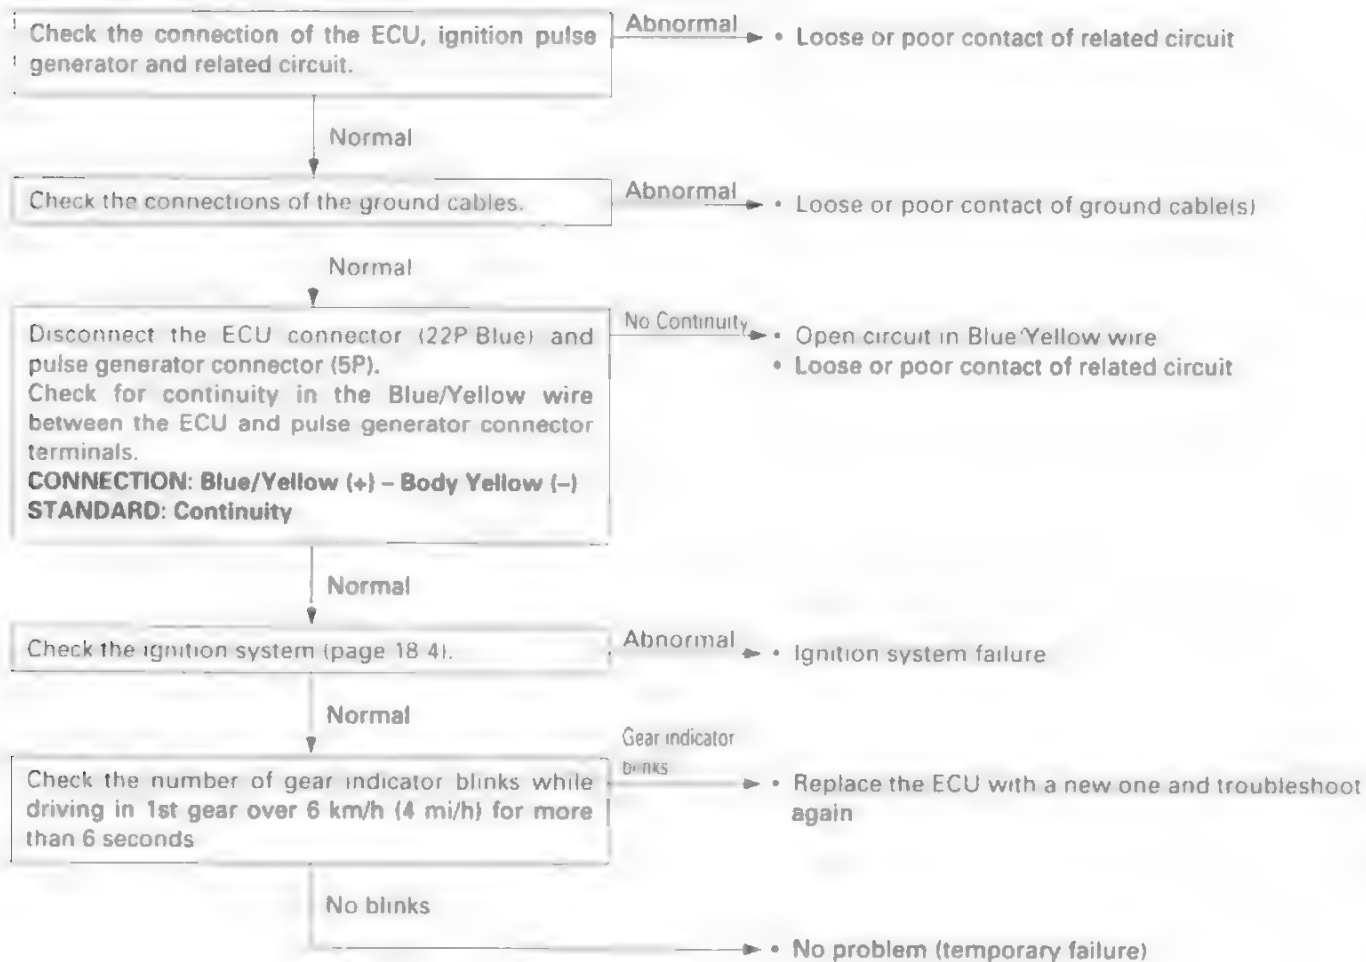 Check the connection of the ECU, ignition pulse
generator and related circuit.
Abnormal
• Loose or poor contact of related circuit
Normal
Check the connections of the ground cables.
Abnormal
• Loose or poor contact of ground cable(s)
Normal
Disconnect the ECU connector (22P Blue) and
pulse generator connector (5P).
Check for continuity in the Blue/Yellow wire
between the ECU and pulse generator connector
terminals.
CONNECTION: Blue/Yellow (+) – Body Yellow (–)
STANDARD: Continuity
No Continuity
• Open circuit in Blue/Yellow wire
• Loose or poor contact of related circuit
Normal
Check the ignition system (page 18 4).
Abnormal
• Ignition system failure
Normal
Check the number of gear indicator blinks while
driving in 1st gear over 6 km/h (4 mi/h) for more
than 6 seconds
Gear indicator
blinks
• Replace the ECU with a new one and troubleshoot
again
No blinks
• No problem (temporary failure)